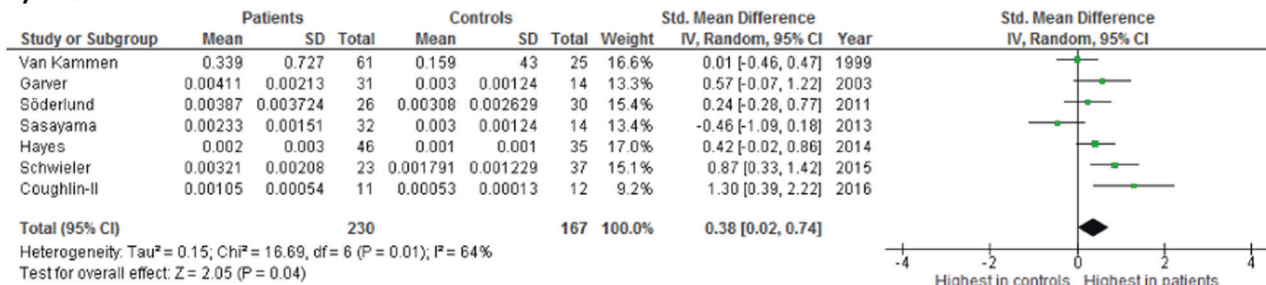 Patients Controls Std. Mean Difference Std. Mean Difference
Study or Subgroup Mean SD Total Mean SD Total Weight IV, Random, 95% CI Year IV, Random, 95% CI
Van Kammen 0.339 0.727 61 0.159 43 25 16.6% 0.01 [-0.46, 0.47] 1999
Garver 0.00411 0.00213 31 0.003 0.00124 14 13.3% 0.57 [-0.07, 1.22] 2003
Söderlund 0.00387 0.003724 26 0.00308 0.002629 30 15.4% 0.24 [-0.28, 0.77] 2011
Sasayama 0.00233 0.00151 32 0.003 0.00124 14 13.4% -0.46 [-1.09, 0.18] 2013
Hayes 0.002 0.003 46 0.001 0.001 35 17.0% 0.42 [-0.02, 0.86] 2014
Schwieler 0.00321 0.00208 23 0.001791 0.001229 37 15.1% 0.87 [0.33, 1.42] 2015
Coughlin-II 0.00105 0.00054 11 0.00053 0.00013 12 9.2% 1.30 [0.39, 2.22] 2016
Total (95% CI) 230 167 100.0% 0.38 [0.02, 0.74]
Heterogeneity: Tau² = 0.15; Chi² = 16.69, df = 6 (P = 0.01); I² = 64%
Test for overall effect: Z = 2.05 (P = 0.04)
-4 -2 0 2 4
Highest in controls Highest in patients